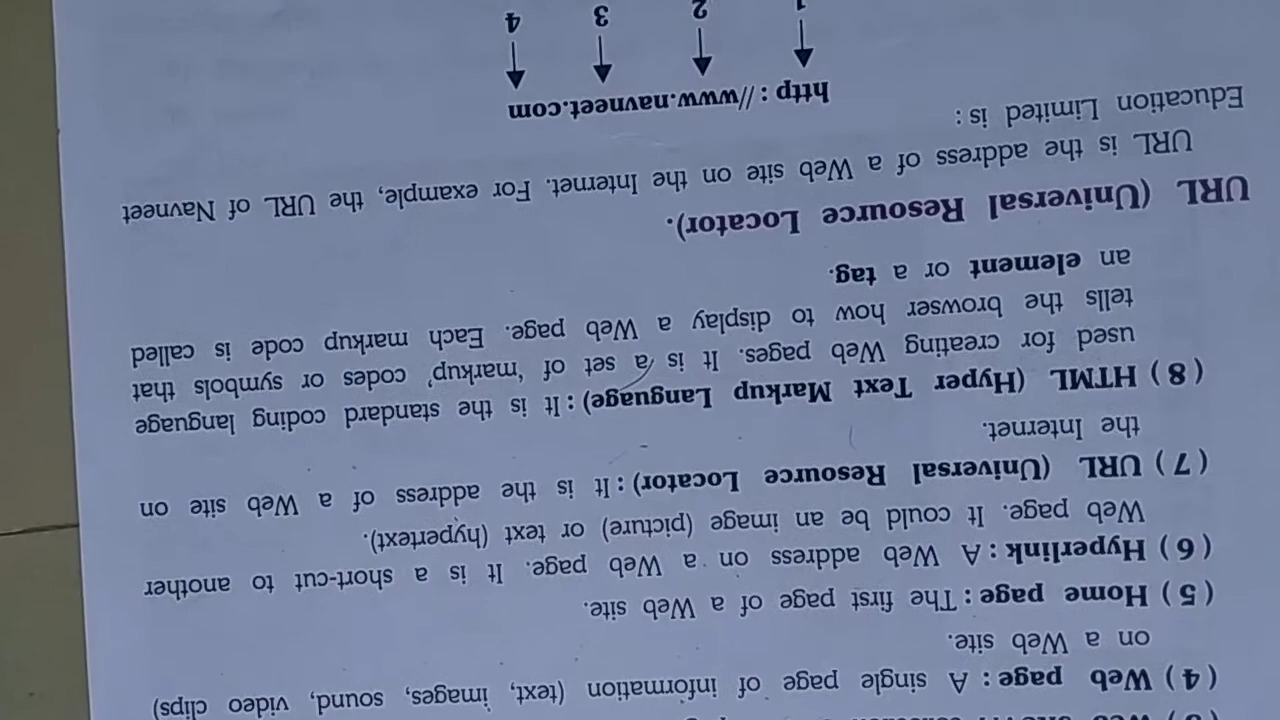 (4) Web page : A single page of information (text, images, sound, video clips)
on a Web site.
(5) Home page : The first page of a Web site.
(6) Hyperlink : A Web address on a Web page. It is a short-cut to another
Web page. It could be an image (picture) or text (hypertext).
(7) URL (Universal Resource Locator) : It is the address of a Web site on
the Internet.
(8) HTML (Hyper Text Markup Language) : It is the standard coding language
used for creating Web pages. It is a set of 'markup' codes or symbols that
tells the browser how to display a Web page. Each markup code is called
an element or a tag.
URL (Universal Resource Locator).
URL is the address of a Web site on the Internet. For example, the URL of Navneet
Education Limited is :
http : //www.navneet.com
1 2 3 4